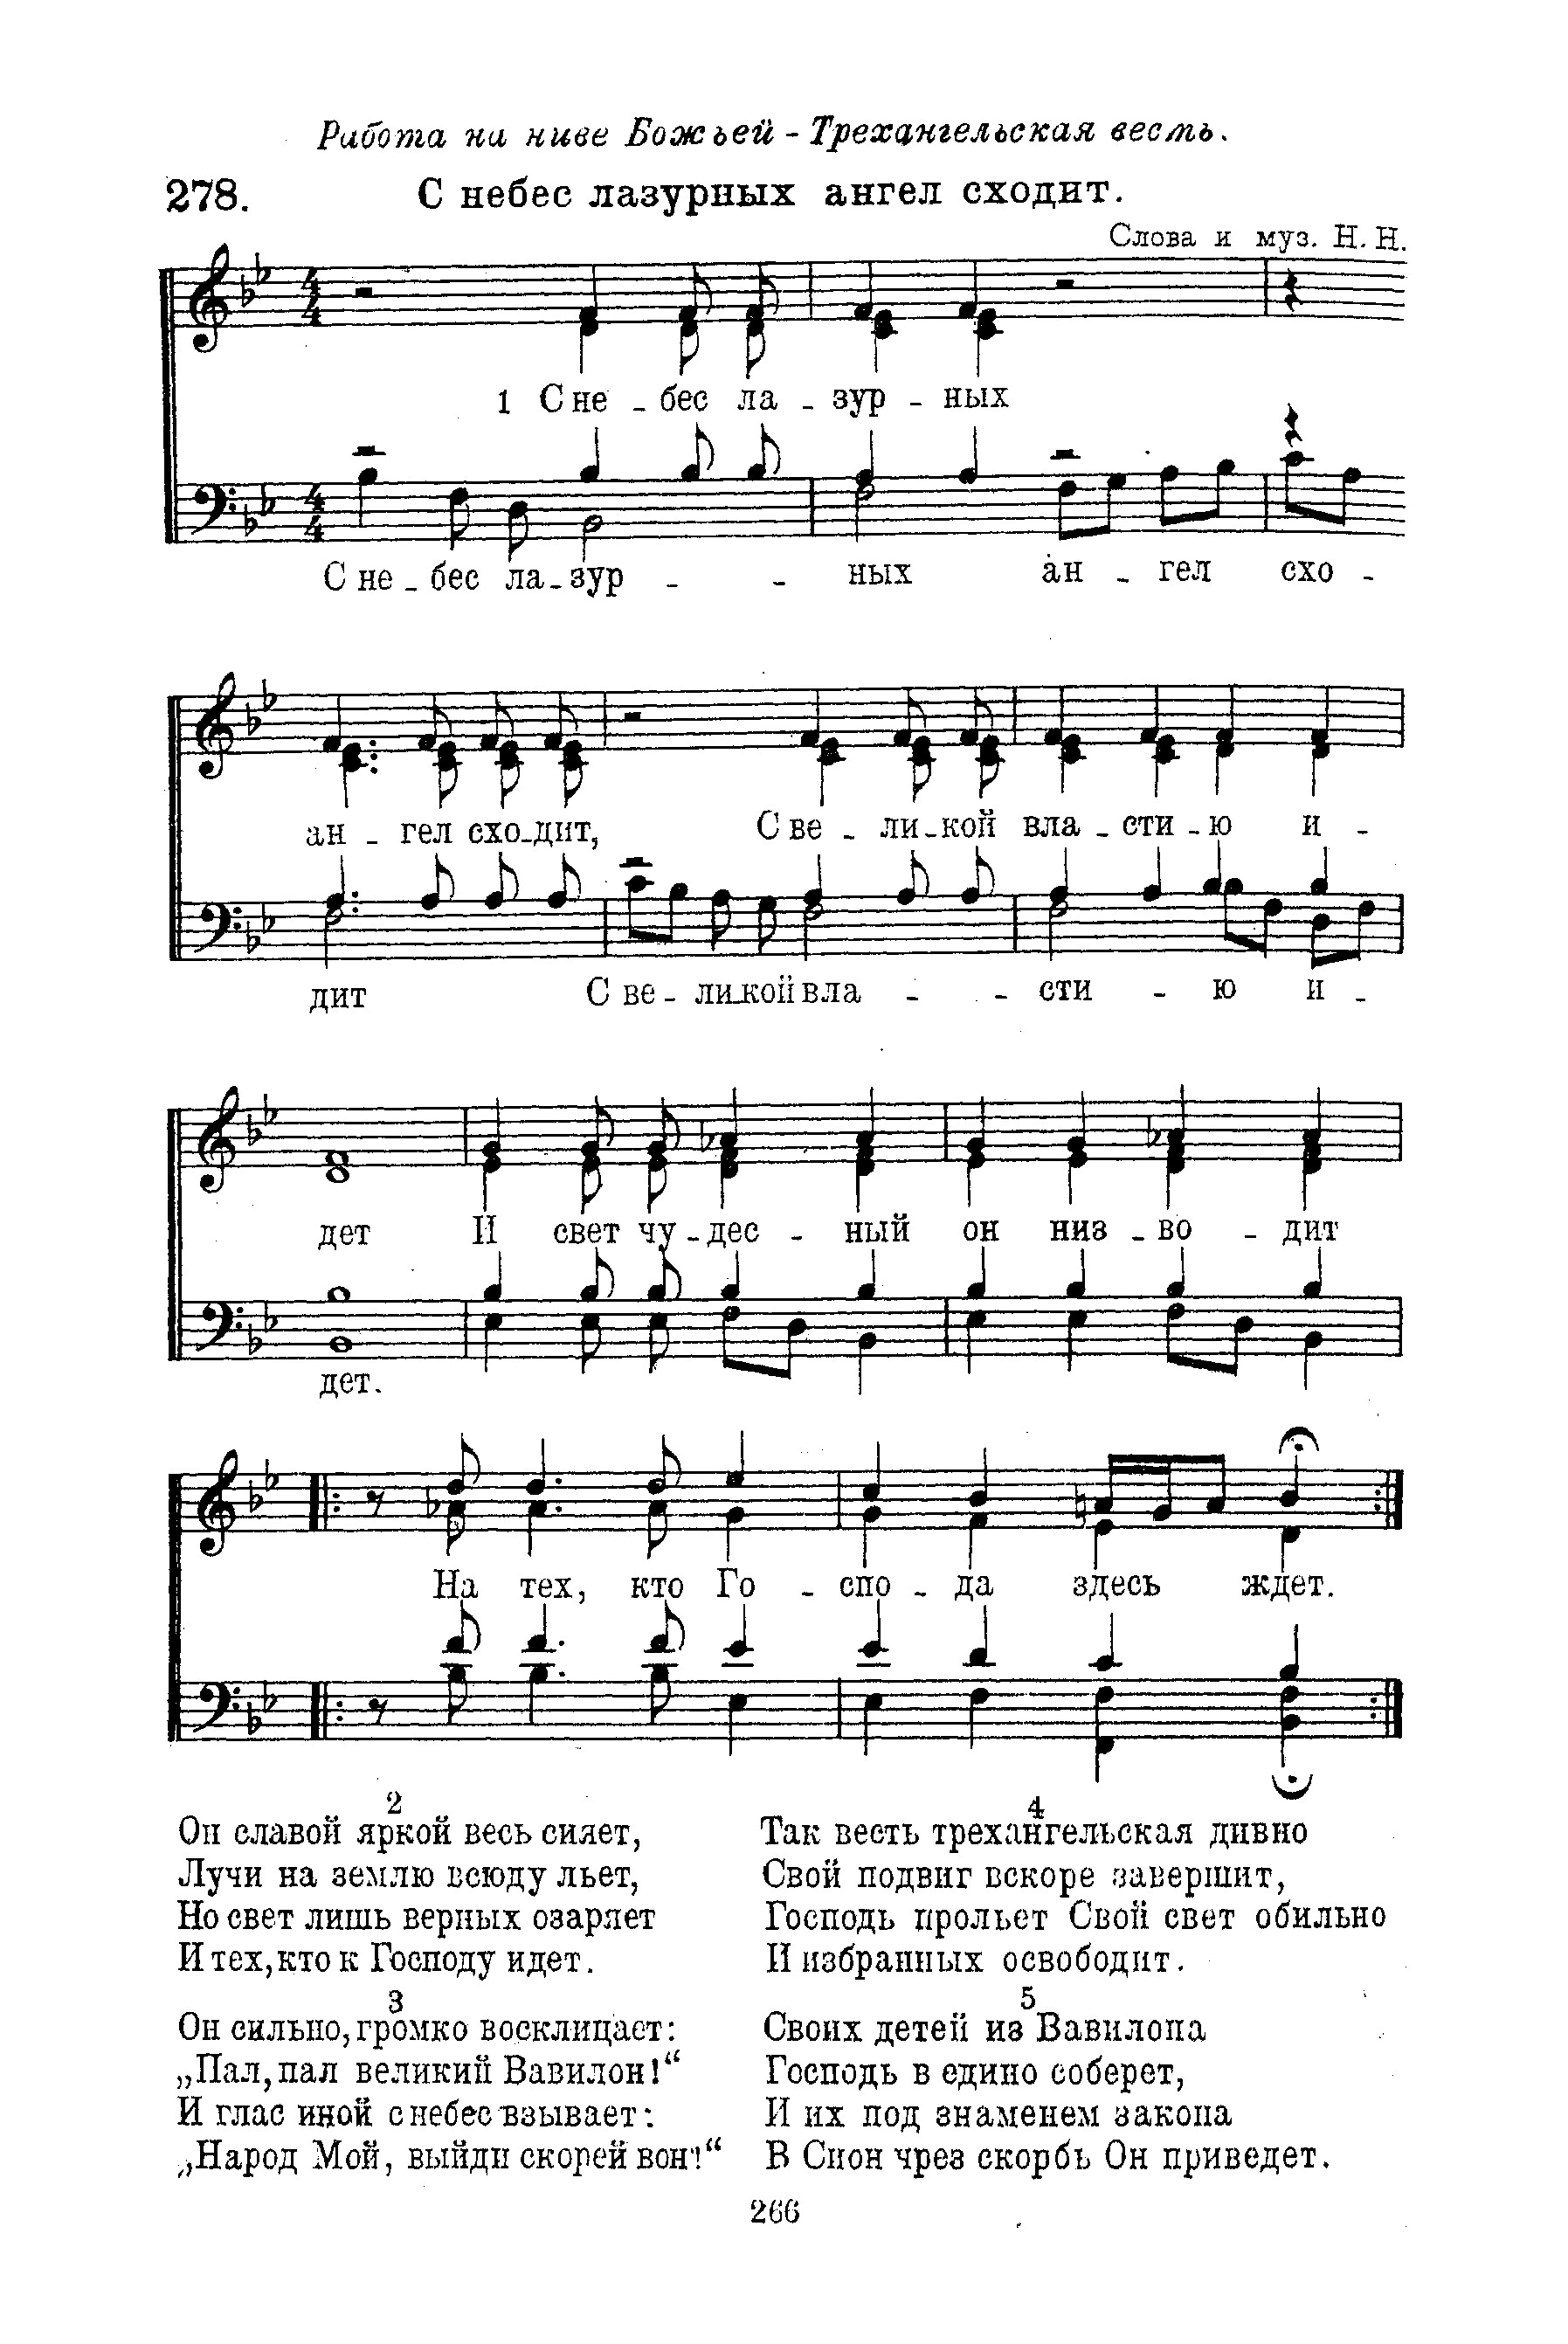 Работа на ниве Божьей - Трехангельская весть.
278. С небес лазурных ангел сходит.
Слова и муз. Н. Н.
1 С не - бес ла - зур - ных
С не - бес ла - зур - - ных ан - гел схо -
ан - гел схо - дит, С ве - ли - кой вла - сти - ю и -
дит С ве - ли - кой вла - - сти - ю и -
дет И свет чу - дес - ный он низ - во - дит
дет.
На тех, кто Го - спо - да здесь ждет.
2
Он славой яркой весь сияет,
Лучи на землю всюду льет,
Но свет лишь верных озаряет
И тех, кто к Господу идет.
3
Он сильно, громко восклицает:
„Пал, пал великий Вавилон!“
И глас иной с небес взывает:
„Народ Мой, выйди скорей вон!“
4
Так весть трехангельская дивно
Свой подвиг вскоре завершит,
Господь прольет Свой свет обильно
И избранных освободит.
5
Своих детей из Вавилона
Господь в едино соберет,
И их под знаменем закона
В Сион чрез скорбь Он приведет.
266